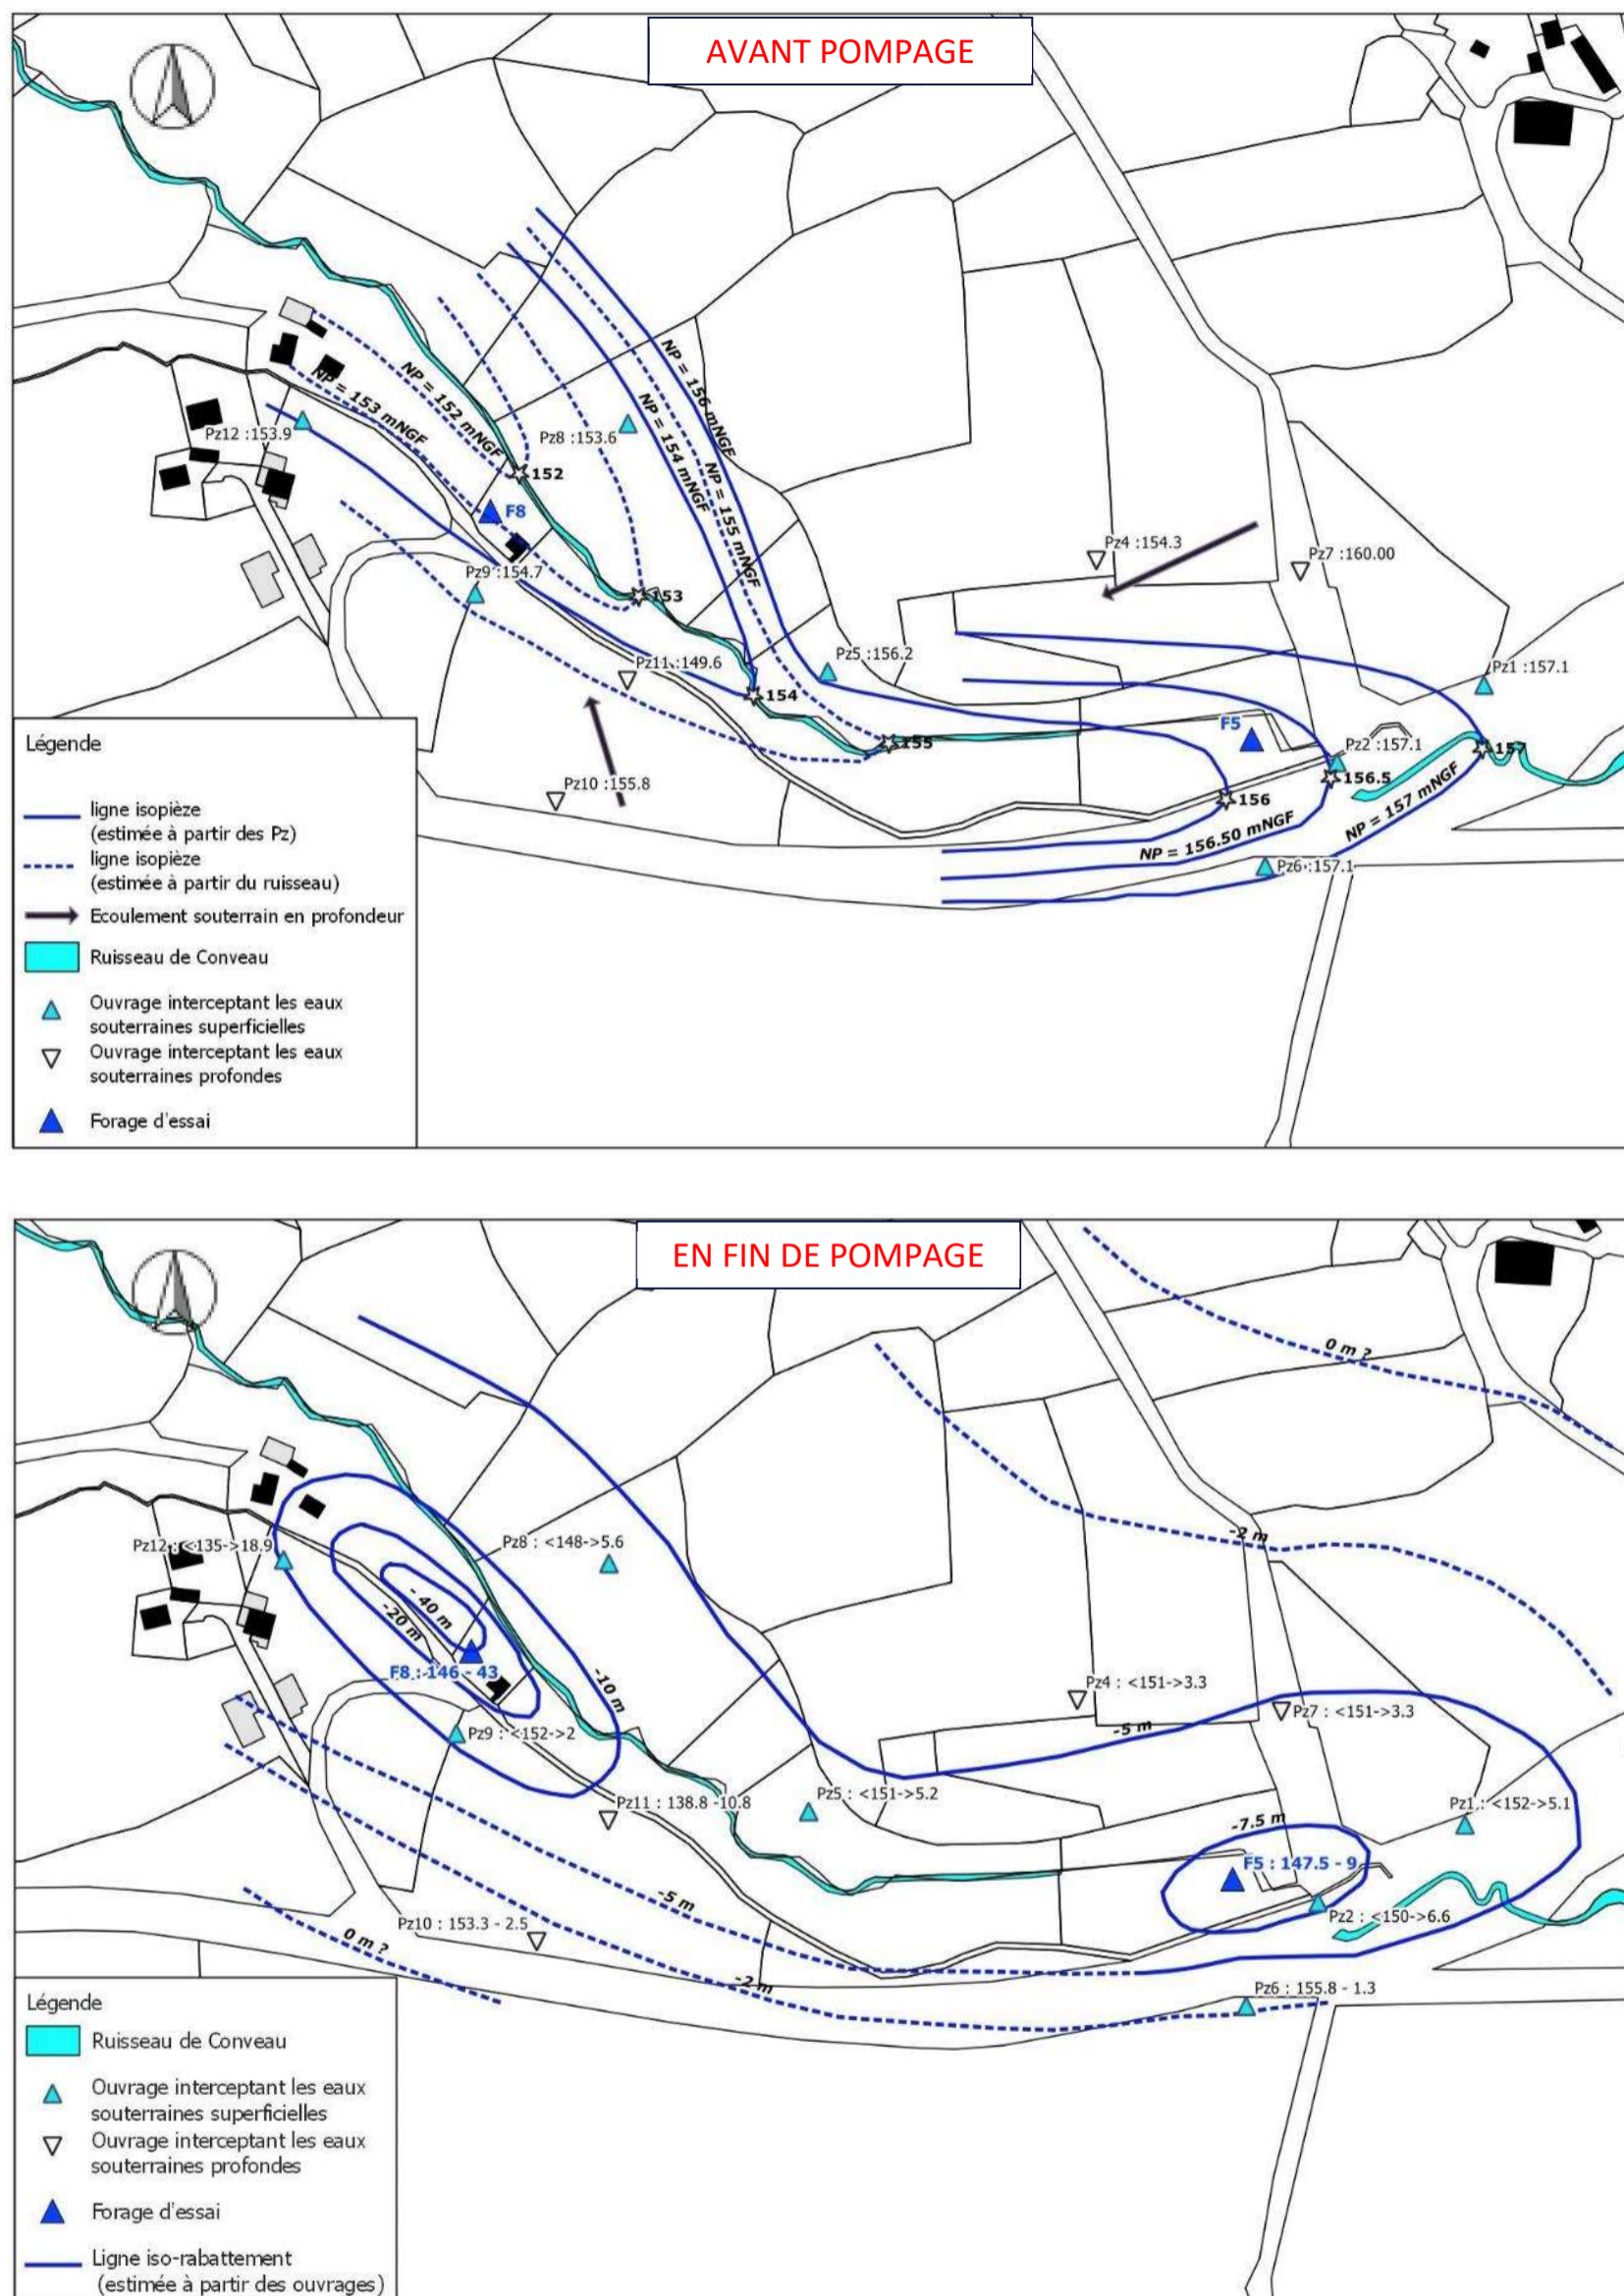 AVANT POMPAGE
NP = 156 mNGF
NP = 152 mNGF
NP = 153 mNGF
NP = 154 mNGF
NP = 155 mNGF
Pz12 :153.9
Pz8 :153.6
152
F8
Pz9 :154.7
153
Pz4 :154.3
Pz7 :160.00
Pz11 :149.6
Pz5 :156.2
Pz1 :157.1
154
F5
155
Pz2 :157.1
157
156.5
Pz10 :155.8
156
NP = 156.50 mNGF
NP = 157 mNGF
Pz6 :157.1
Légende
ligne isopièze
(estimée à partir des Pz)
ligne isopièze
(estimée à partir du ruisseau)
Ecoulement souterrain en profondeur
Ruisseau de Conveau
Ouvrage interceptant les eaux
souterraines superficielles
Ouvrage interceptant les eaux
souterraines profondes
Forage d'essai
EN FIN DE POMPAGE
0 m ?
-2 m
Pz12 : <135->18.9
Pz8 : <148->5.6
- 40 m
-20 m
F8 : 146 - 43
-10 m
Pz4 : <151->3.3
Pz7 : <151->3.3
-5 m
Pz9 : <152->2
Pz11 : 138.8 -10.8
Pz5 : <151->5.2
Pz1 : <152->5.1
-7.5 m
F5 : 147.5 - 9
-5 m
Pz2 : <150->6.6
Pz10 : 153.3 - 2.5
0 m ?
-2 m
Pz6 : 155.8 - 1.3
Légende
Ruisseau de Conveau
Ouvrage interceptant les eaux
souterraines superficielles
Ouvrage interceptant les eaux
souterraines profondes
Forage d'essai
Ligne iso-rabattement
(estimée à partir des ouvrages)